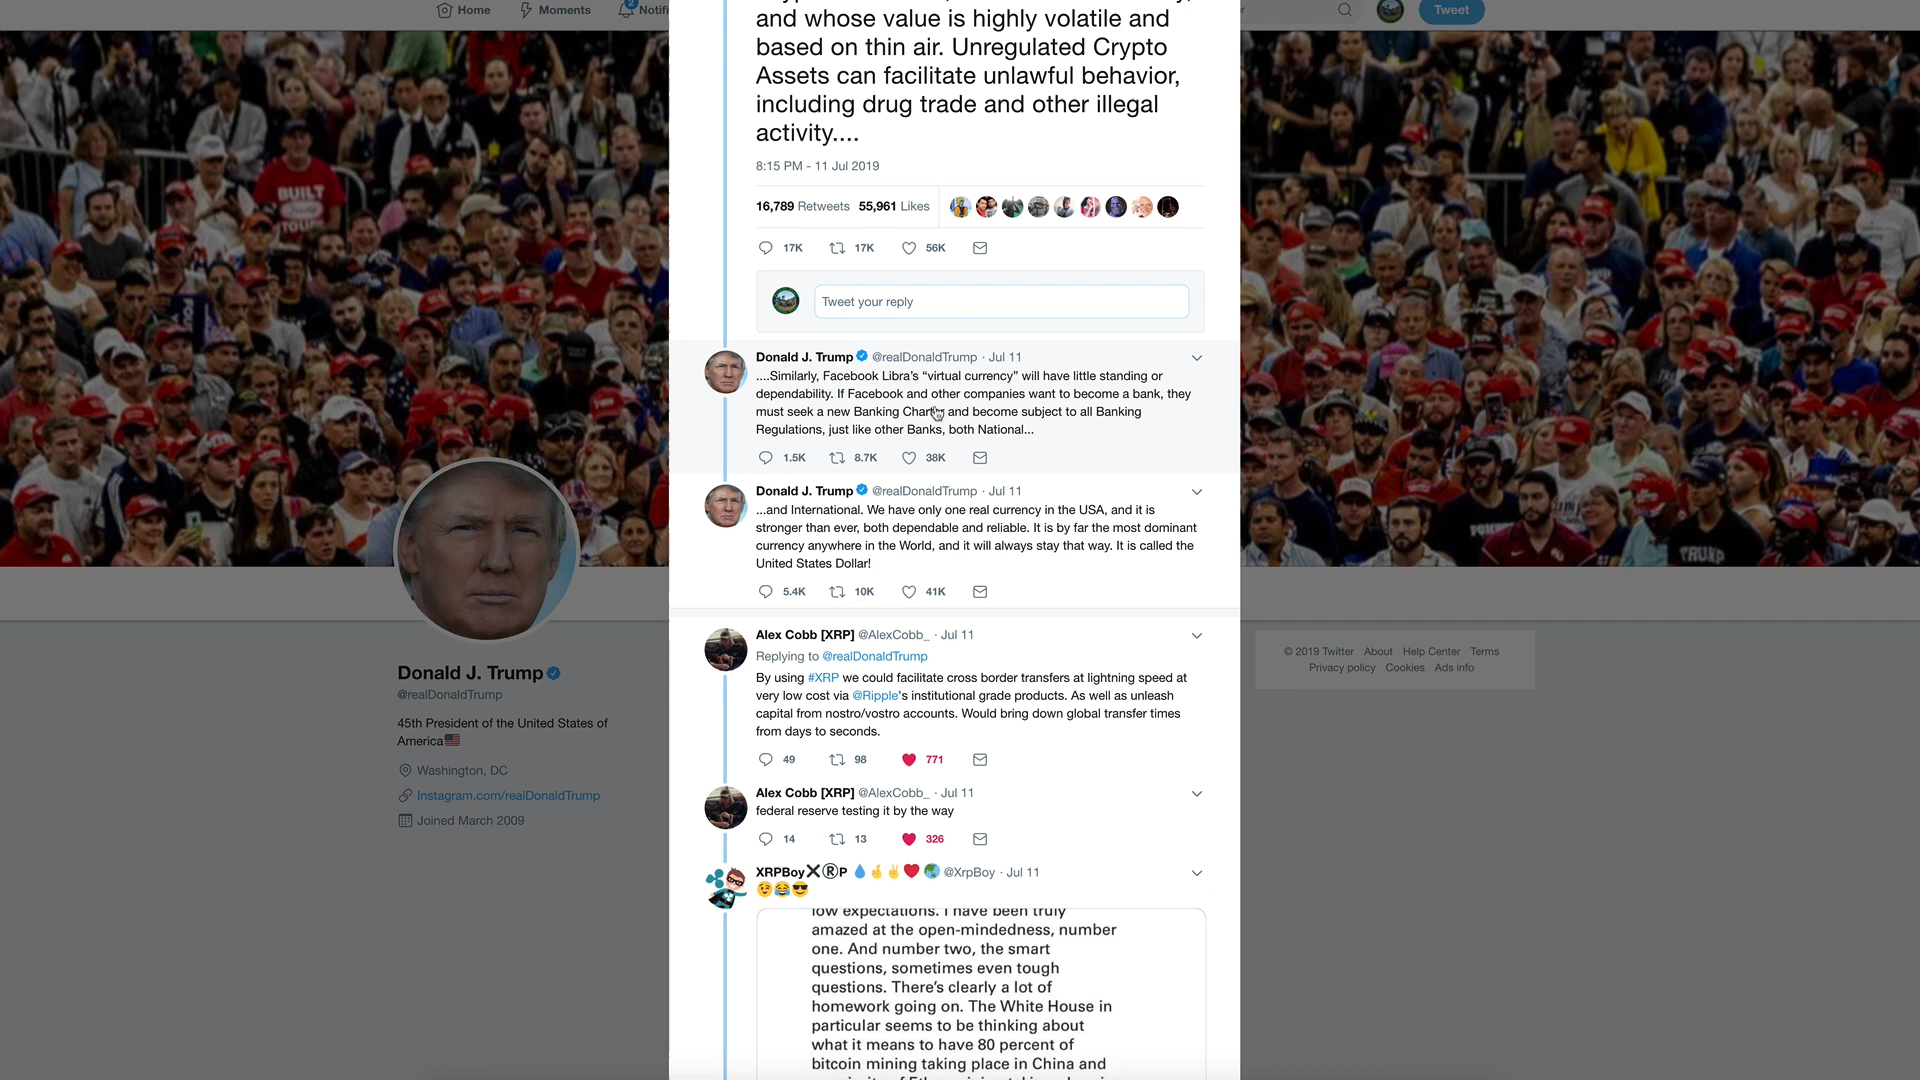 Home
Moments
Notifi
2
Tweet
and whose value is highly volatile and
based on thin air. Unregulated Crypto
Assets can facilitate unlawful behavior,
including drug trade and other illegal
activity....
8:15 PM - 11 Jul 2019
16,789 Retweets 55,961 Likes
17K 17K 56K
Tweet your reply
Donald J. Trump @realDonaldTrump · Jul 11
....Similarly, Facebook Libra's “virtual currency” will have little standing or
dependability. If Facebook and other companies want to become a bank, they
must seek a new Banking Charter and become subject to all Banking
Regulations, just like other Banks, both National...
1.5K 8.7K 38K
Donald J. Trump @realDonaldTrump · Jul 11
...and International. We have only one real currency in the USA, and it is
stronger than ever, both dependable and reliable. It is by far the most dominant
currency anywhere in the World, and it will always stay that way. It is called the
United States Dollar!
5.4K 10K 41K
Alex Cobb [XRP] @AlexCobb_ · Jul 11
Replying to @realDonaldTrump
By using #XRP we could facilitate cross border transfers at lightning speed at
very low cost via @Ripple's institutional grade products. As well as unleash
capital from nostro/vostro accounts. Would bring down global transfer times
from days to seconds.
49 98 771
Alex Cobb [XRP] @AlexCobb_ · Jul 11
federal reserve testing it by the way
14 13 326
XRPBoy❌®P 💧🤞✌❤🌏 @XrpBoy · Jul 11
😉😂😎
low expectations. I have been truly
amazed at the open-mindedness, number
one. And number two, the smart
questions, sometimes even tough
questions. There's clearly a lot of
homework going on. The White House in
particular seems to be thinking about
what it means to have 80 percent of
bitcoin mining taking place in China and
Donald J. Trump
@realDonaldTrump
45th President of the United States of
America🇺🇸
Washington, DC
Instagram.com/realDonaldTrump
Joined March 2009
© 2019 Twitter About Help Center Terms
Privacy policy Cookies Ads info
BUILT
TRUMP